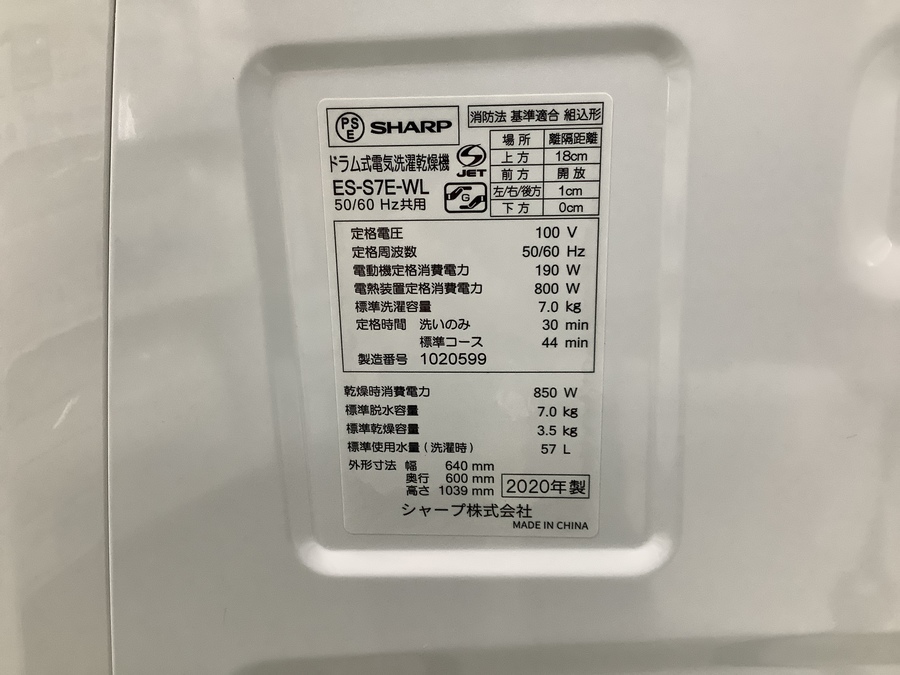 PSE SHARP
消防法 基準適合 組込形
場所 離隔距離
上方 18cm
前方 開放
左/右/後方 1cm
下方 0cm
ドラム式電気洗濯乾燥機
S JET
ES-S7E-WL
G
50/60 Hz共用
定格電圧 100 V
定格周波数 50/60 Hz
電動機定格消費電力 190 W
電熱装置定格消費電力 800 W
標準洗濯容量 7.0 kg
定格時間 洗いのみ 30 min
標準コース 44 min
製造番号 1020599
乾燥時消費電力 850 W
標準脱水容量 7.0 kg
標準乾燥容量 3.5 kg
標準使用水量(洗濯時) 57 L
外形寸法 幅 640 mm
奥行 600 mm
高さ 1039 mm
2020年製
シャープ株式会社
MADE IN CHINA